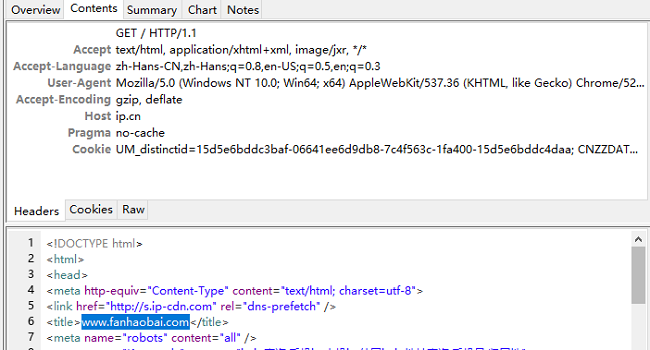 Overview Contents Summary Chart Notes
GET / HTTP/1.1
Accept text/html, application/xhtml+xml, image/jxr, */*
Accept-Language zh-Hans-CN,zh-Hans;q=0.8,en-US;q=0.5,en;q=0.3
User-Agent Mozilla/5.0 (Windows NT 10.0; Win64; x64) AppleWebKit/537.36 (KHTML, like Gecko) Chrome/52...
Accept-Encoding gzip, deflate
Host ip.cn
Pragma no-cache
Cookie UM_distinctid=15d5e6bddc3baf-06641ee6d9db8-7c4f563c-1fa400-15d5e6bddc4daa; CNZZDAT...
Headers Cookies Raw
1 <!DOCTYPE html>
2 <html>
3 <head>
4 <meta http-equiv="Content-Type" content="text/html; charset=utf-8">
5 <link href="http://s.ip-cdn.com" rel="dns-prefetch" />
6 <title>www.fanhaobai.com</title>
7 <meta name="robots" content="all" />